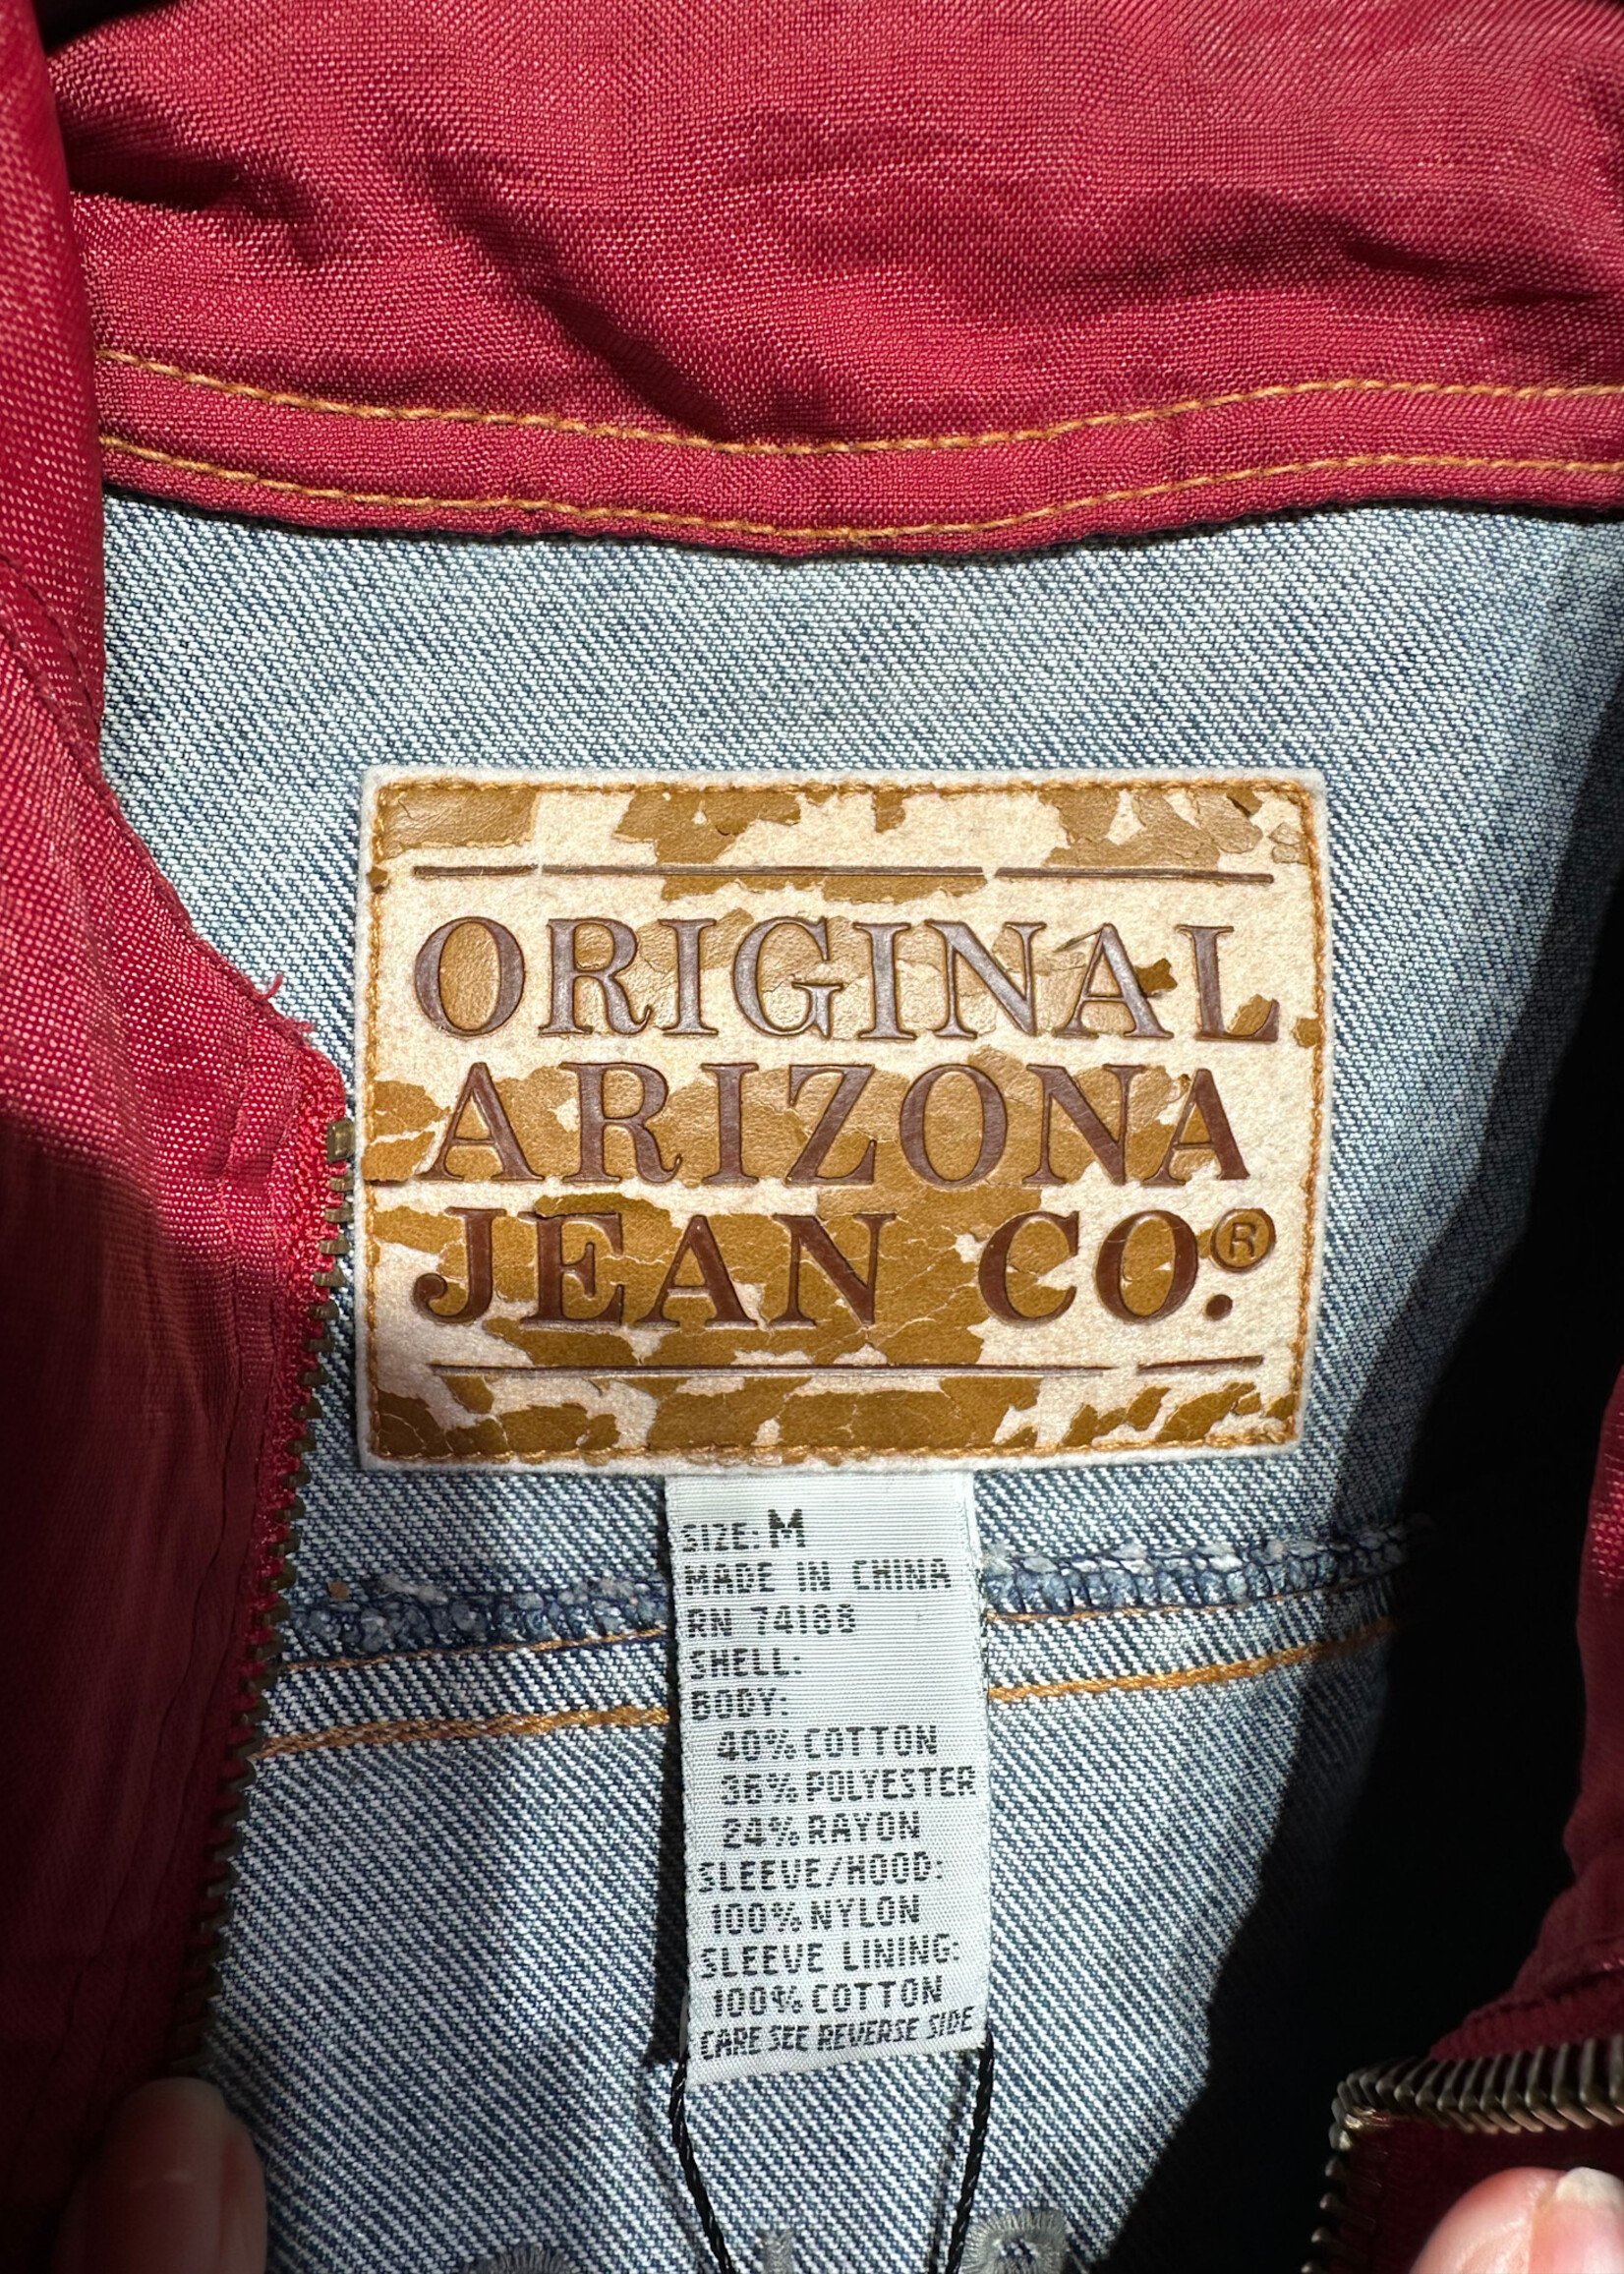 ORIGINAL
ARIZONA
JEAN CO.®
SIZE: M
MADE IN CHINA
RN 74188
SHELL:
BODY:
40% COTTON
36% POLYESTER
24% RAYON
SLEEVE/HOOD:
100% NYLON
SLEEVE LINING:
100% COTTON
CARE SEE REVERSE SIDE